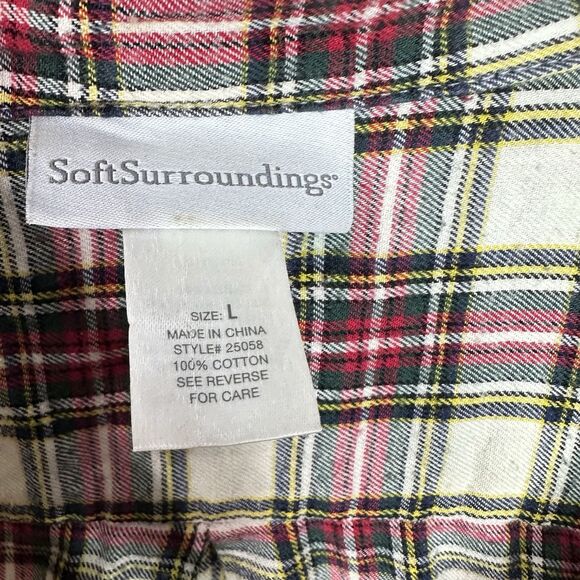 SoftSurroundings®
SIZE: L
MADE IN CHINA
STYLE# 25058
100% COTTON
SEE REVERSE
FOR CARE